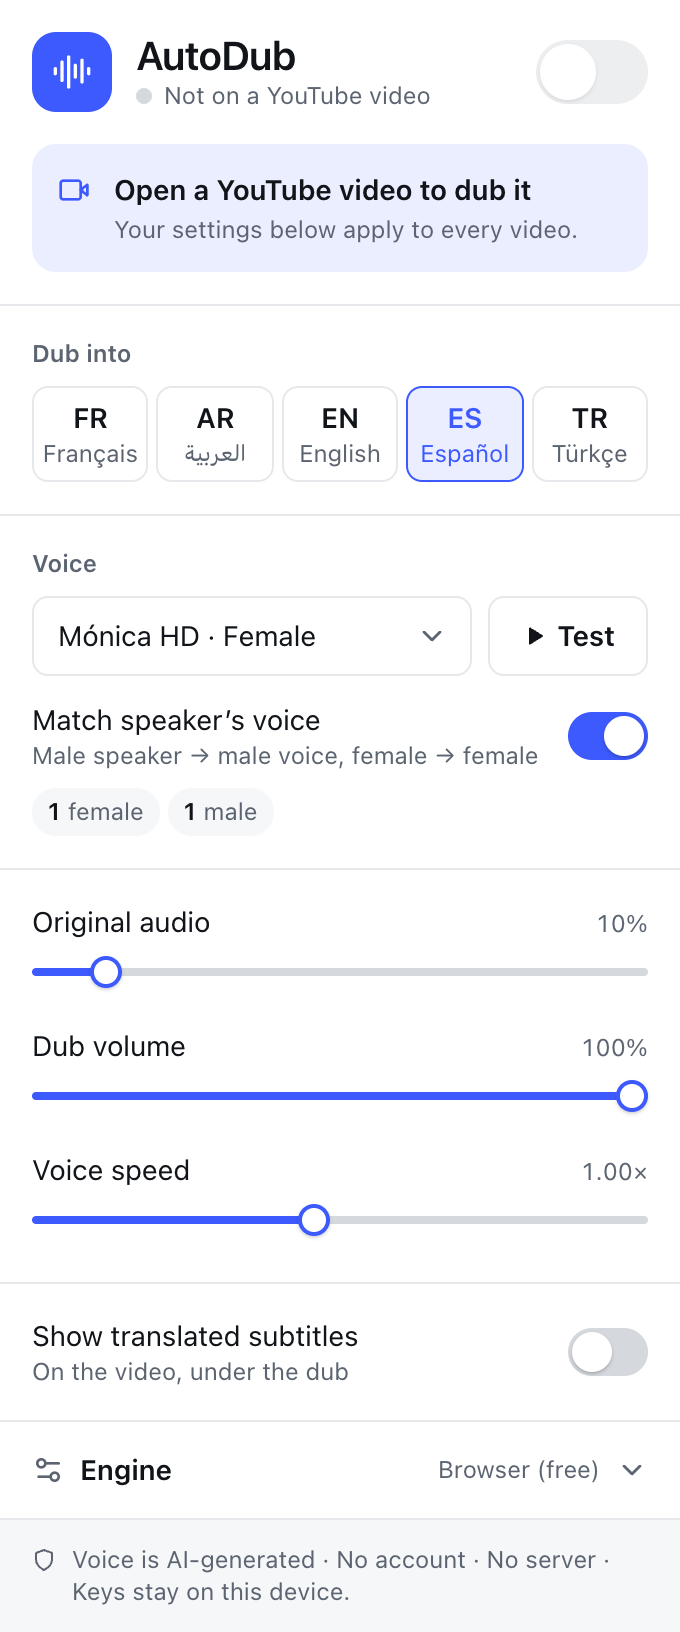 AutoDub
Not on a YouTube video
Open a YouTube video to dub it
Your settings below apply to every video.
Dub into
FR
Français
AR
العربية
EN
English
ES
Español
TR
Türkçe
Voice
Mónica HD · Female
Test
Match speaker’s voice
Male speaker → male voice, female → female
1 female
1 male
Original audio
10%
Dub volume
100%
Voice speed
1.00×
Show translated subtitles
On the video, under the dub
Engine
Browser (free)
Voice is AI-generated · No account · No server ·
Keys stay on this device.